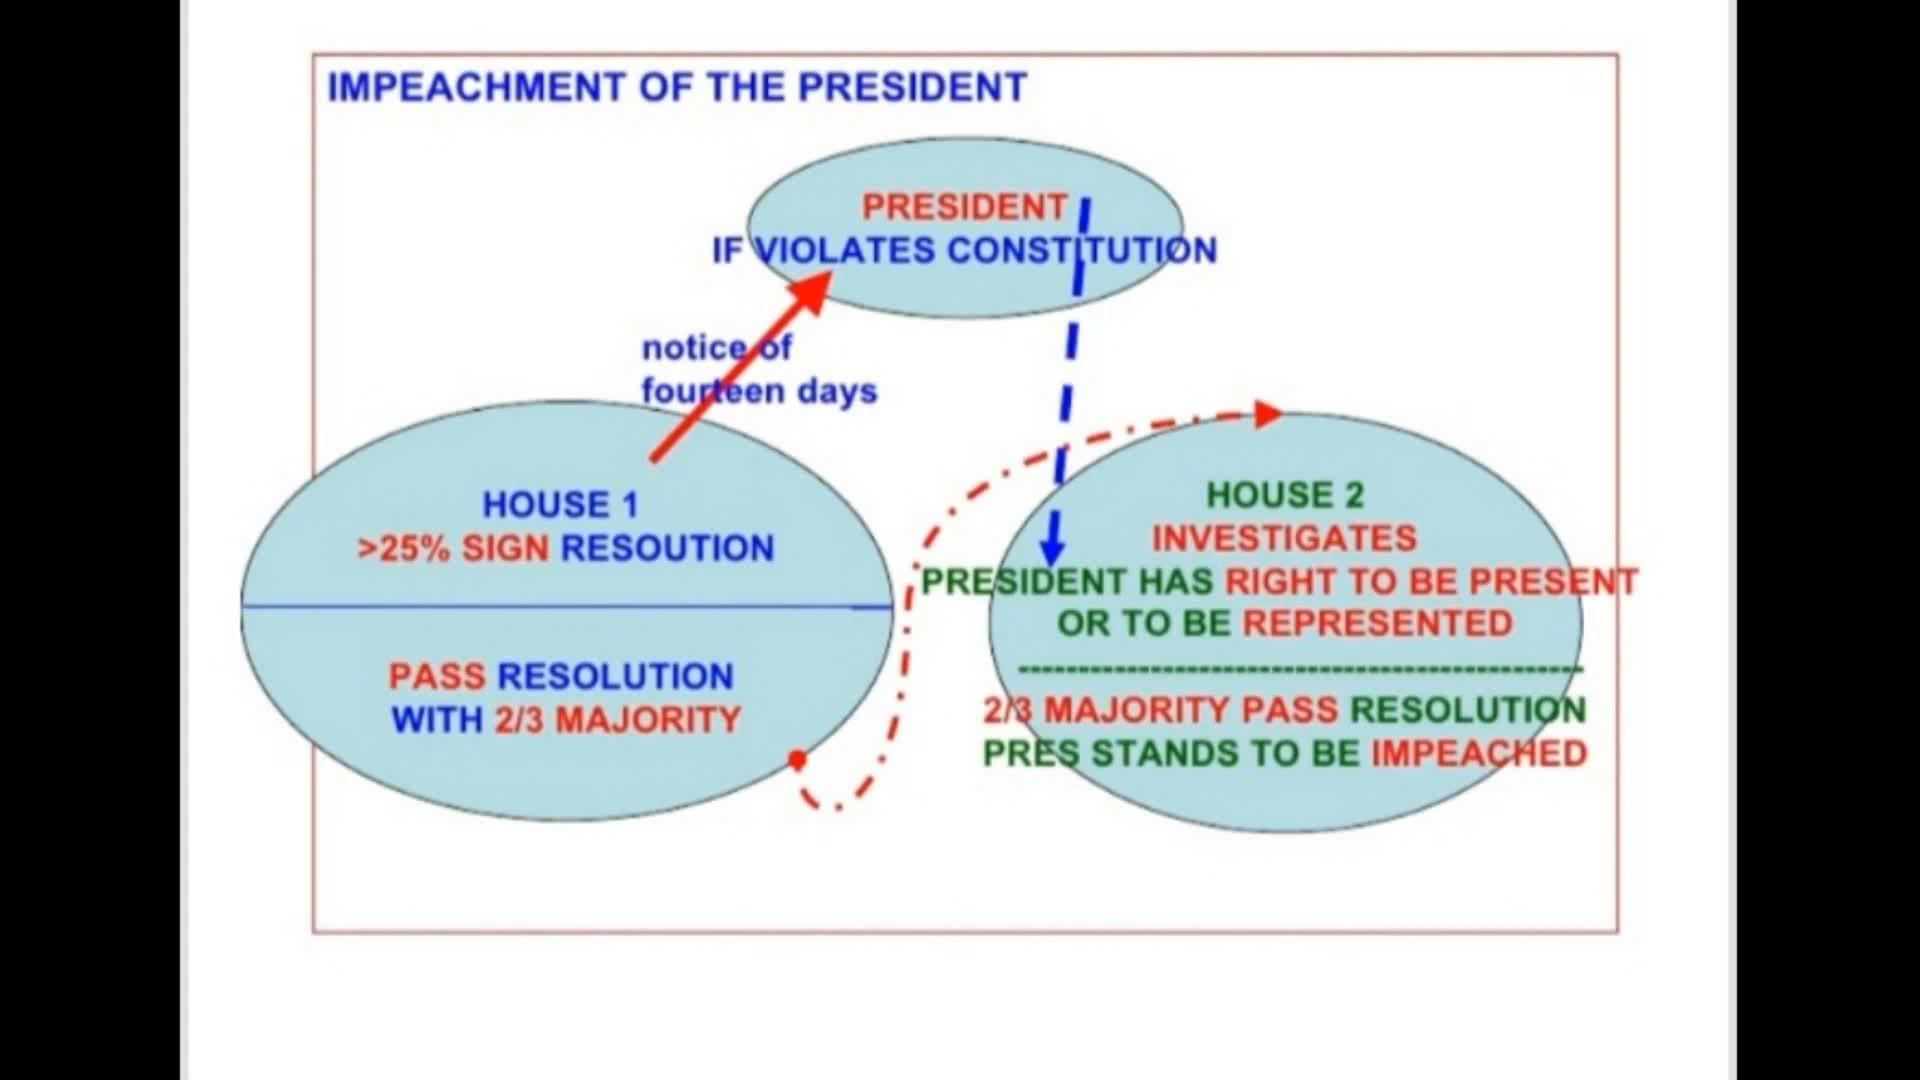 IMPEACHMENT OF THE PRESIDENT
PRESIDENT
IF VIOLATES CONSTITUTION
notice of
fourteen days
HOUSE 1
>25% SIGN RESOUTION
PASS RESOLUTION
WITH 2/3 MAJORITY
HOUSE 2
INVESTIGATES
PRESIDENT HAS RIGHT TO BE PRESENT
OR TO BE REPRESENTED
-----------------------------------------------
2/3 MAJORITY PASS RESOLUTION
PRES STANDS TO BE IMPEACHED